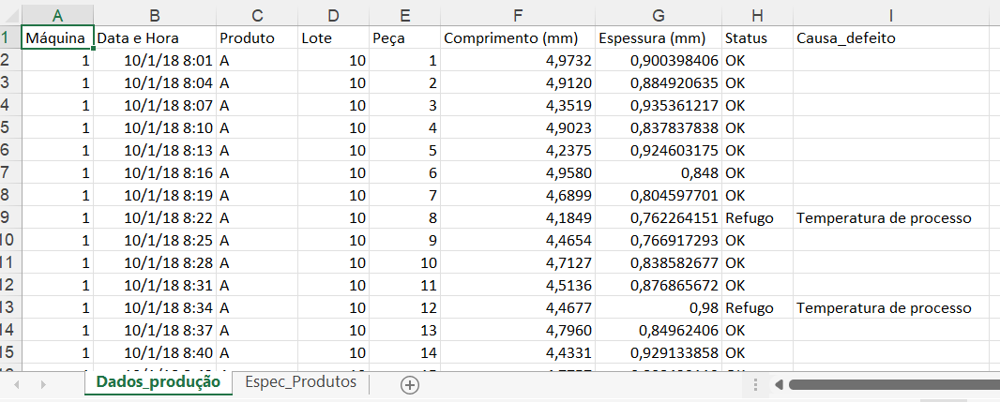 A B C D E F G H I
1 Máquina Data e Hora Produto Lote Peça Comprimento (mm) Espessura (mm) Status Causa_defeito
2 1 10/1/18 8:01 A 10 1 4,9732 0,900398406 OK
3 1 10/1/18 8:04 A 10 2 4,9120 0,884920635 OK
4 1 10/1/18 8:07 A 10 3 4,3519 0,935361217 OK
5 1 10/1/18 8:10 A 10 4 4,9023 0,837837838 OK
6 1 10/1/18 8:13 A 10 5 4,2375 0,924603175 OK
7 1 10/1/18 8:16 A 10 6 4,9580 0,848 OK
8 1 10/1/18 8:19 A 10 7 4,6899 0,804597701 OK
9 1 10/1/18 8:22 A 10 8 4,1849 0,762264151 Refugo Temperatura de processo
10 1 10/1/18 8:25 A 10 9 4,4654 0,766917293 OK
11 1 10/1/18 8:28 A 10 10 4,7127 0,838582677 OK
12 1 10/1/18 8:31 A 10 11 4,5136 0,876865672 OK
13 1 10/1/18 8:34 A 10 12 4,4677 0,98 Refugo Temperatura de processo
14 1 10/1/18 8:37 A 10 13 4,7960 0,84962406 OK
15 1 10/1/18 8:40 A 10 14 4,4331 0,929133858 OK
Dados_produção Espec_Produtos